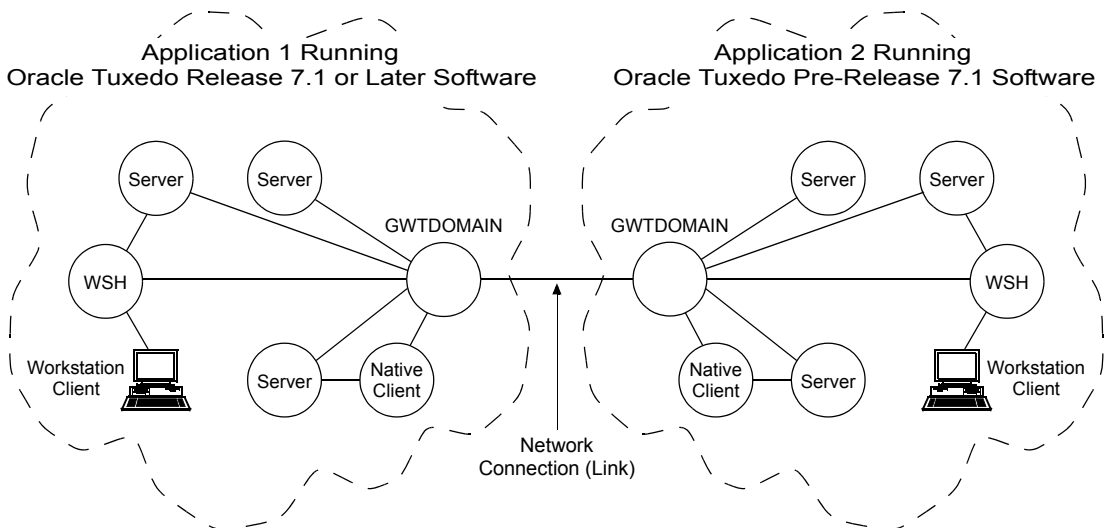 Application 1 Running
Oracle Tuxedo Release 7.1 or Later Software
Application 2 Running
Oracle Tuxedo Pre-Release 7.1 Software
Server
Server
GWTDOMAIN
WSH
Workstation
Client
Server
Native
Client
Server
Server
GWTDOMAIN
WSH
Native
Client
Server
Workstation
Client
Network
Connection (Link)